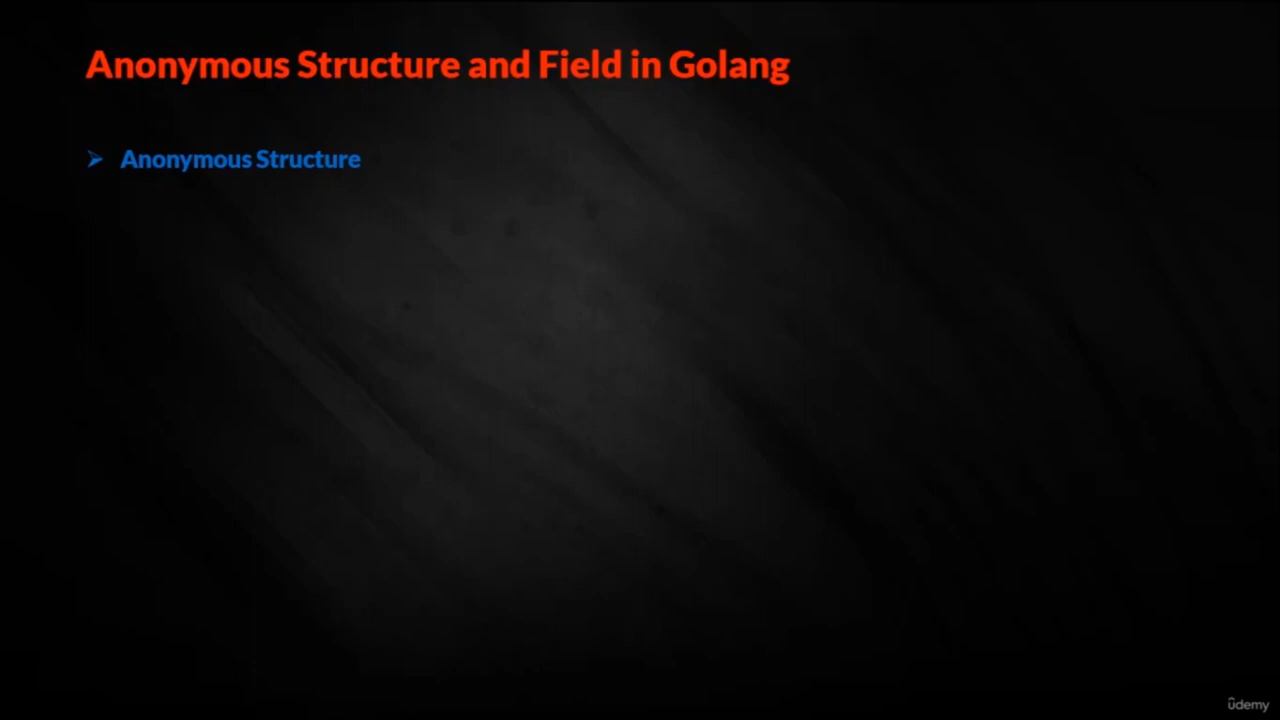 Anonymous Structure and Field in Golang
➢ Anonymous Structure
ûdemy